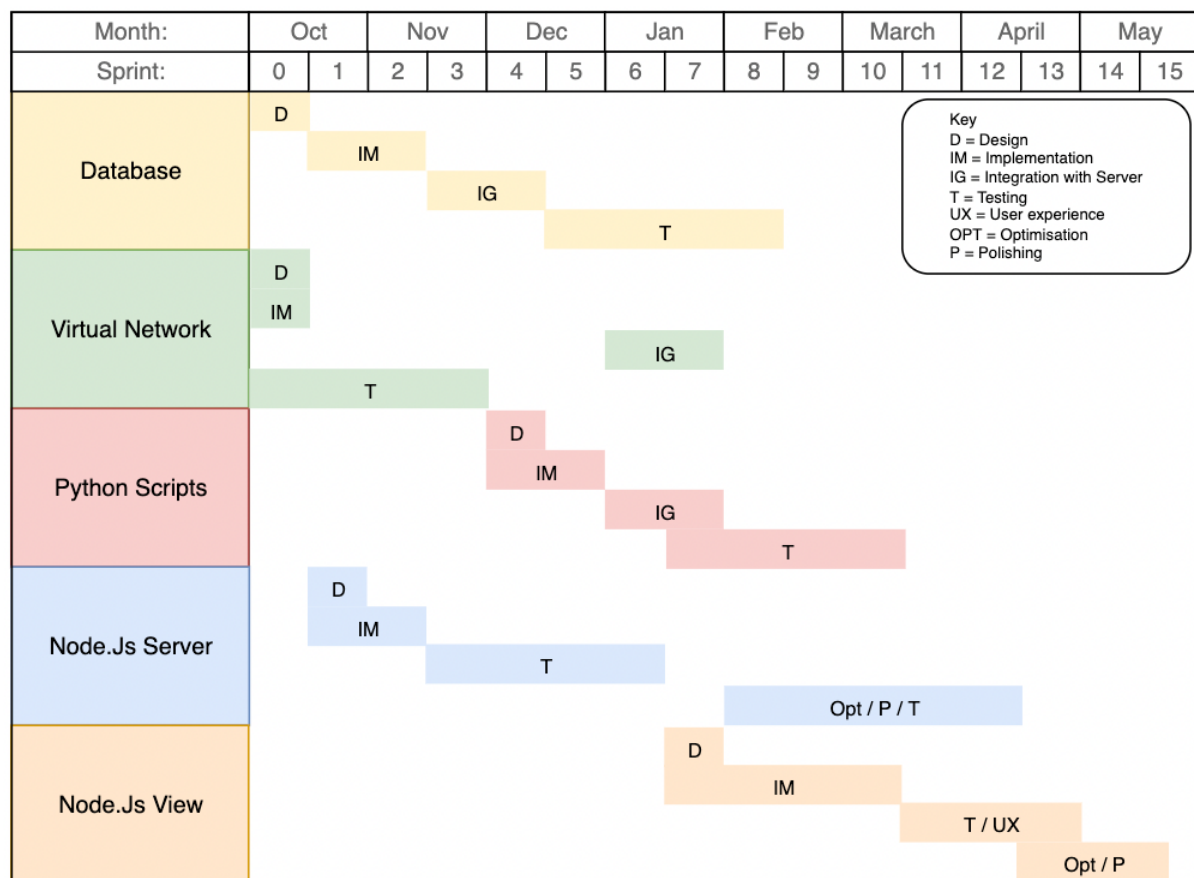 Month: Oct Nov Dec Jan Feb March April May
Sprint: 0 1 2 3 4 5 6 7 8 9 10 11 12 13 14 15
Key
D = Design
IM = Implementation
IG = Integration with Server
T = Testing
UX = User experience
OPT = Optimisation
P = Polishing
Database
D
IM
IG
T
Virtual Network
D
IM
IG
T
Python Scripts
D
IM
IG
T
Node.Js Server
D
IM
T
Opt / P / T
Node.Js View
D
IM
T / UX
Opt / P